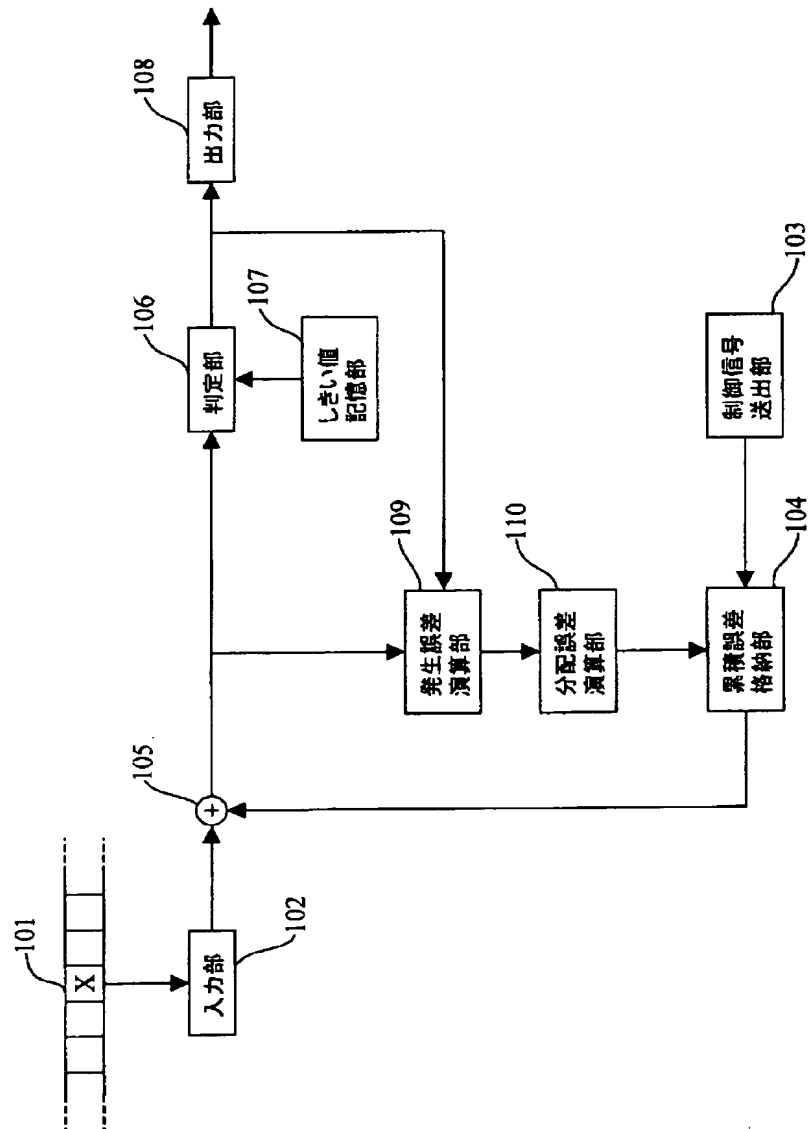 101
X
入力部
102
105
+
判定部
106
しきい値
記憶部
107
出力部
108
発生誤差
演算部
109
分配誤差
演算部
110
累積誤差
格納部
104
制御信号
送出部
103